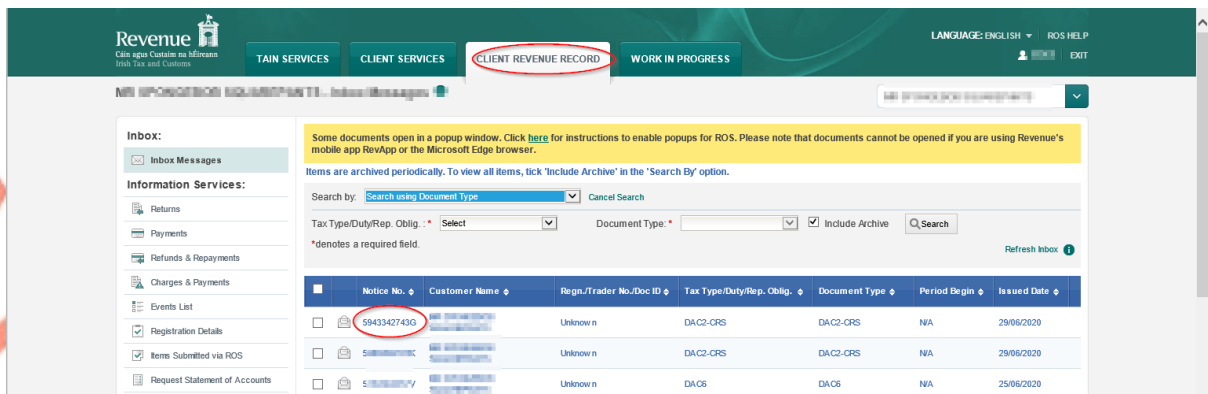 Revenue
Cáin agus Custaim na hÉireann
Irish Tax and Customs
TAIN SERVICES
CLIENT SERVICES
CLIENT REVENUE RECORD
WORK IN PROGRESS
LANGUAGE: ENGLISH
ROS HELP
EXIT
Inbox Messages
Inbox:
Inbox Messages
Information Services:
Returns
Payments
Refunds & Repayments
Charges & Payments
Events List
Registration Details
Items Submitted via ROS
Request Statement of Accounts
Some documents open in a popup window. Click here for instructions to enable popups for ROS. Please note that documents cannot be opened if you are using Revenue's
mobile app RevApp or the Microsoft Edge browser.
Items are archived periodically. To view all items, tick 'Include Archive' in the 'Search By' option.
Search by: Search using Document Type Cancel Search
Tax Type/Duty/Rep. Oblig. : * Select Document Type: * Include Archive Search
*denotes a required field.
Refresh Inbox
Notice No. Customer Name Regn./Trader No./Doc ID Tax Type/Duty/Rep. Oblig. Document Type Period Begin Issued Date
5943342743G Unknown DAC2-CRS DAC2-CRS N/A 29/06/2020
Unknown DAC2-CRS DAC2-CRS N/A 29/06/2020
Unknown DAC6 DAC6 N/A 25/06/2020